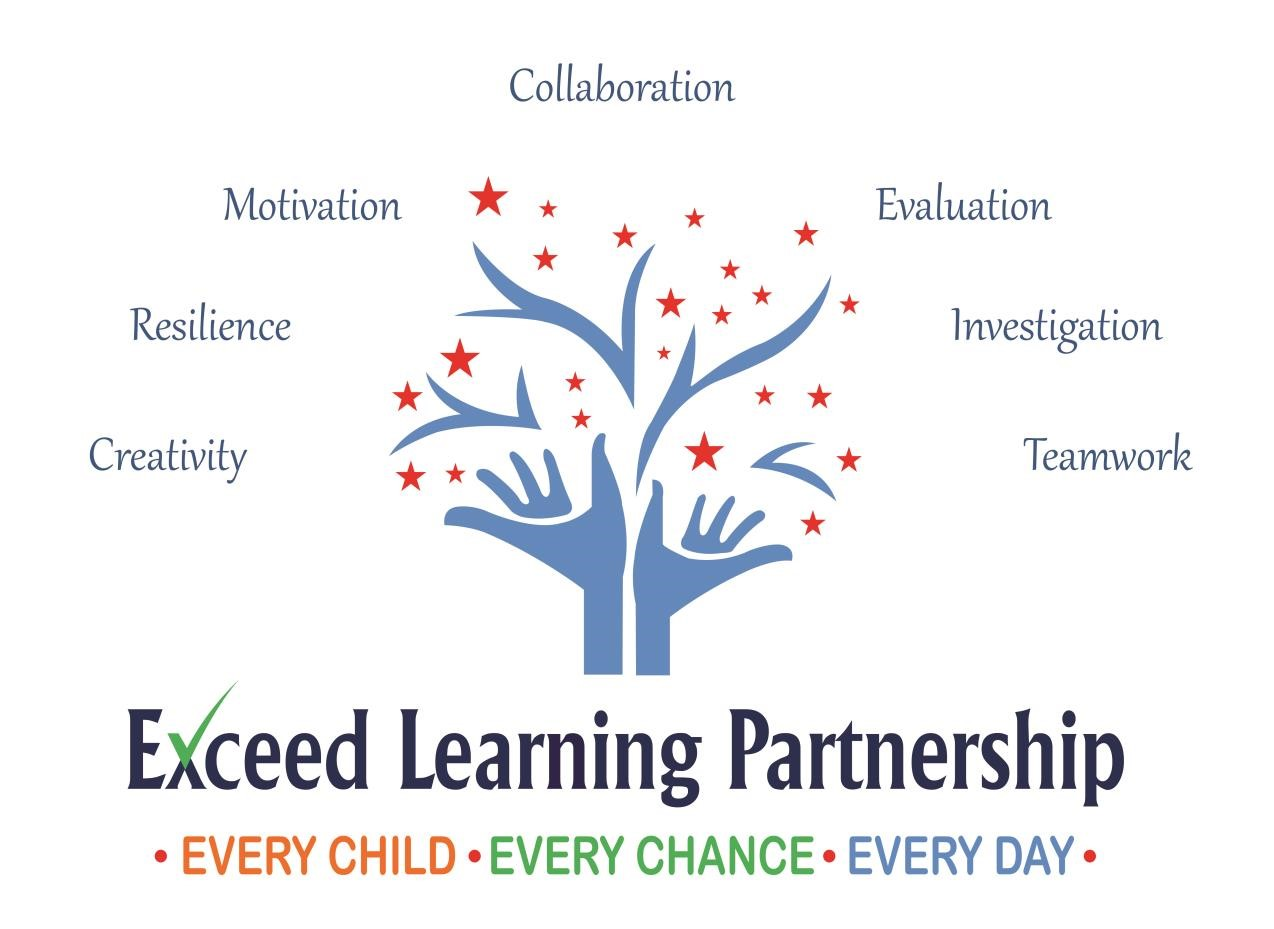 Collaboration
Motivation
Evaluation
Resilience
Investigation
Creativity
Teamwork
Exceed Learning Partnership
• EVERY CHILD • EVERY CHANCE • EVERY DAY •